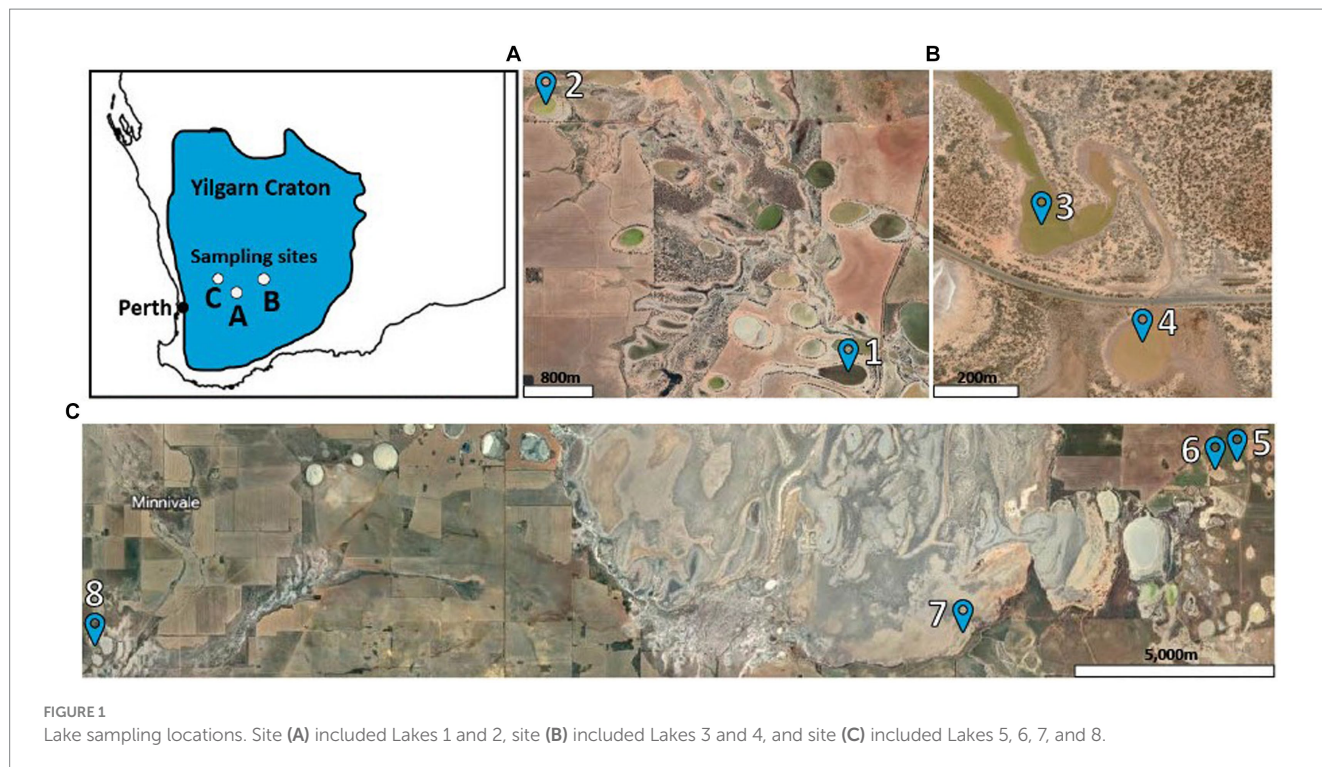 A
B
2
1
800m
3
4
200m
Yilgarn Craton
Sampling sites
C
A
B
Perth
C
Minnivale
8
7
6
5
5,000m
FIGURE 1
Lake sampling locations. Site (A) included Lakes 1 and 2, site (B) included Lakes 3 and 4, and site (C) included Lakes 5, 6, 7, and 8.